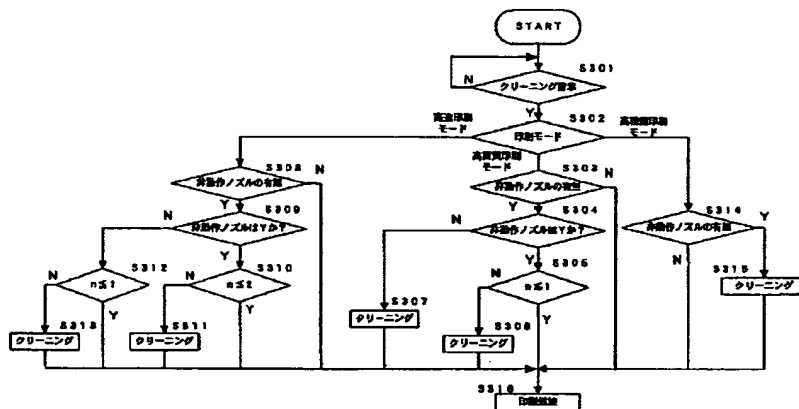 START
S301
N
クリーニング要求
Y
S302
高速印刷
モード
印刷モード
高精細印刷
モード
高画質印刷
モード
S303
N
S308
N
非動作ノズルの有無
Y
非動作ノズルの有無
Y
S309
N
非動作ノズルはYか？
Y
S304
N
非動作ノズルはYか？
Y
S314
非動作ノズルの有無
Y
N
S312
N
n≦1
Y
S310
N
n≦2
Y
S305
N
n≦1
Y
S315
クリーニング
S307
クリーニング
S313
クリーニング
S311
クリーニング
S306
クリーニング
S316